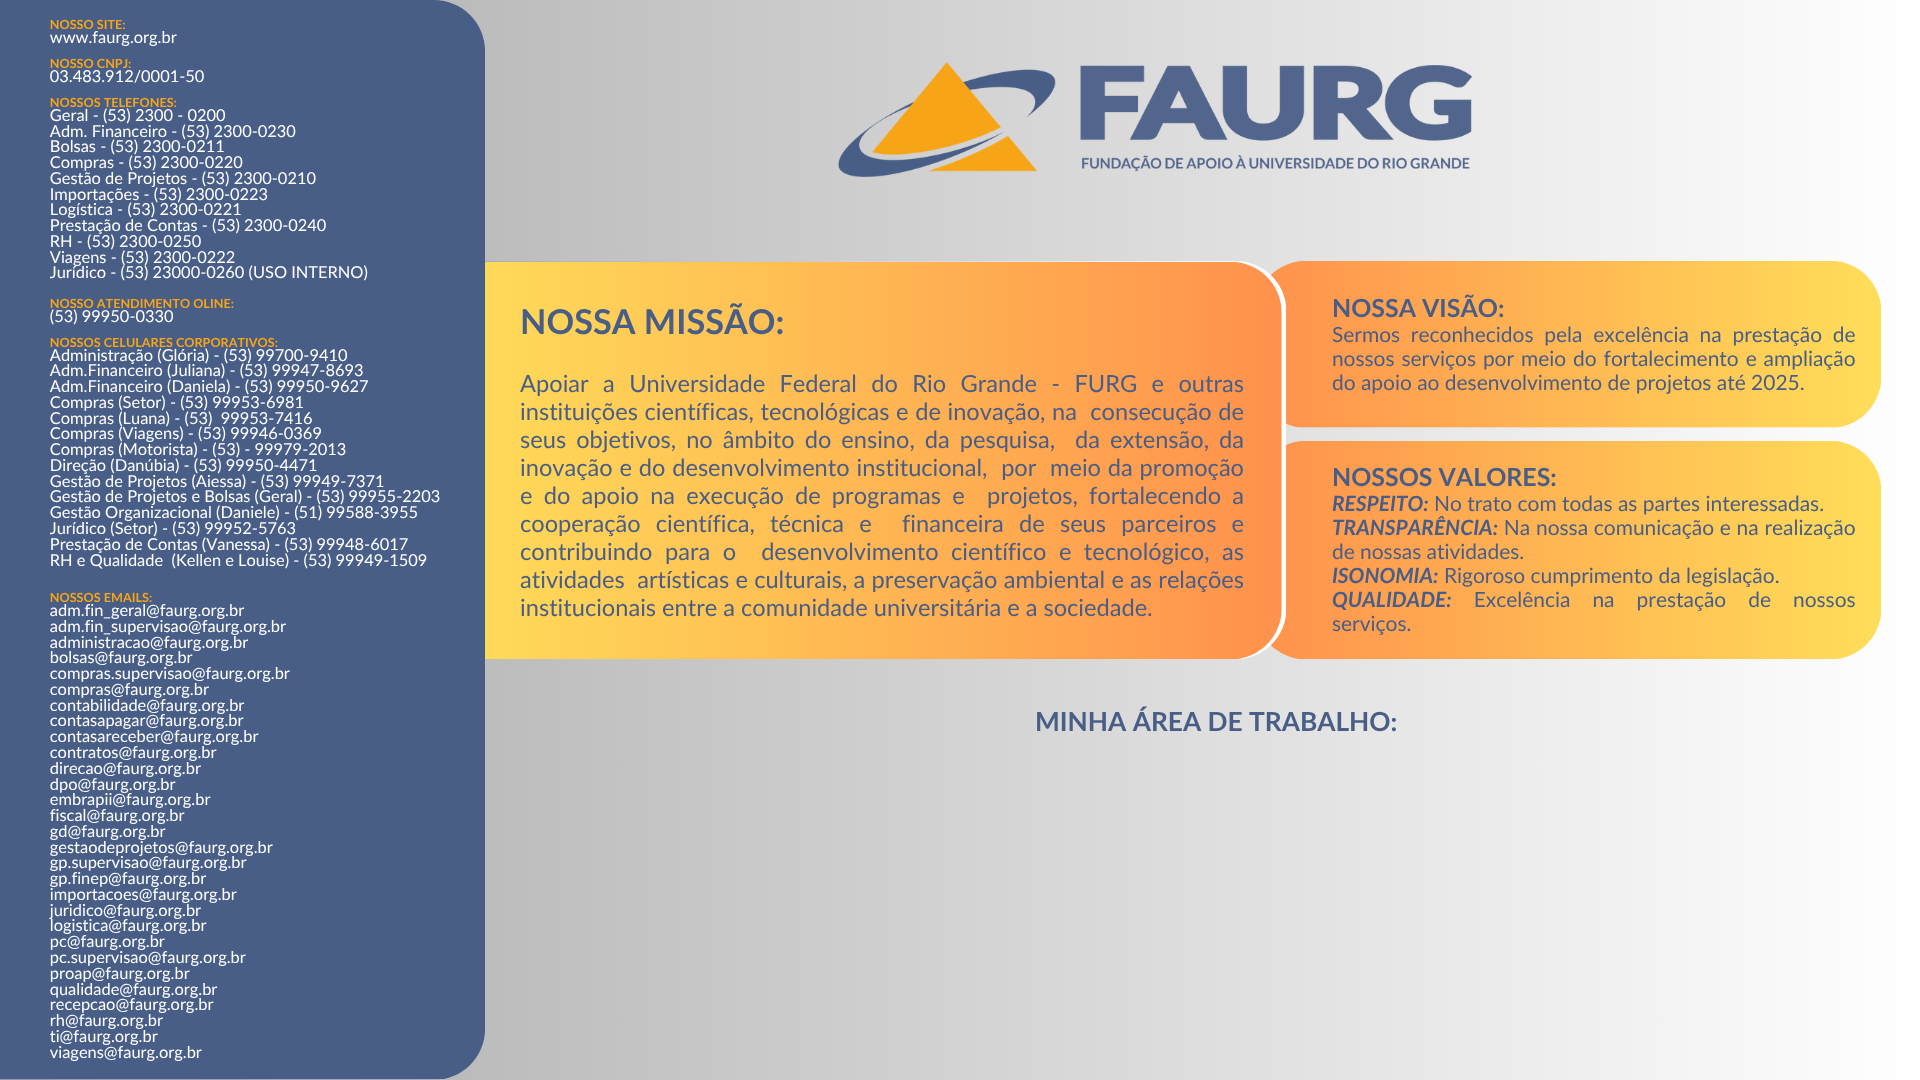 NOSSO SITE:
www.faurg.org.br
NOSSO CNPJ:
03.483.912/0001-50
NOSSOS TELEFONES:
Geral - (53) 2300 - 0200
Adm. Financeiro - (53) 2300-0230
Bolsas - (53) 2300-0211
Compras - (53) 2300-0220
Gestão de Projetos - (53) 2300-0210
Importações - (53) 2300-0223
Logística - (53) 2300-0221
Prestação de Contas - (53) 2300-0240
RH - (53) 2300-0250
Viagens - (53) 2300-0222
Jurídico - (53) 23000-0260 (USO INTERNO)
NOSSO ATENDIMENTO OLINE:
(53) 99950-0330
NOSSOS CELULARES CORPORATIVOS:
Administração (Glória) - (53) 99700-9410
Adm.Financeiro (Juliana) - (53) 99947-8693
Adm.Financeiro (Daniela) - (53) 99950-9627
Compras (Setor) - (53) 99953-6981
Compras (Luana) - (53)  99953-7416
Compras (Viagens) - (53) 99946-0369
Compras (Motorista) - (53) - 99979-2013
Direção (Danúbia) - (53) 99950-4471
Gestão de Projetos (Aiessa) - (53) 99949-7371
Gestão de Projetos e Bolsas (Geral) - (53) 99955-2203
Gestão Organizacional (Daniele) - (51) 99588-3955
Jurídico (Setor) - (53) 99952-5763
Prestação de Contas (Vanessa) - (53) 99948-6017
RH e Qualidade  (Kellen e Louise) - (53) 99949-1509
NOSSOS EMAILS:
adm.fin_geral@faurg.org.br
adm.fin_supervisao@faurg.org.br
administracao@faurg.org.br
bolsas@faurg.org.br
compras.supervisao@faurg.org.br
compras@faurg.org.br
contabilidade@faurg.org.br
contasapagar@faurg.org.br
contasareceber@faurg.org.br
contratos@faurg.org.br
direcao@faurg.org.br
dpo@faurg.org.br
embrapii@faurg.org.br
fiscal@faurg.org.br
gd@faurg.org.br
gestaodeprojetos@faurg.org.br
gp.supervisao@faurg.org.br
gp.finep@faurg.org.br
importacoes@faurg.org.br
juridico@faurg.org.br
logistica@faurg.org.br
pc@faurg.org.br
pc.supervisao@faurg.org.br
proap@faurg.org.br
qualidade@faurg.org.br
recepcao@faurg.org.br
rh@faurg.org.br
ti@faurg.org.br
viagens@faurg.org.br
FAURG
FUNDAÇÃO DE APOIO À UNIVERSIDADE DO RIO GRANDE
NOSSA MISSÃO:
Apoiar a Universidade Federal do Rio Grande - FURG e outras
instituições científicas, tecnológicas e de inovação, na  consecução de
seus objetivos, no âmbito do ensino, da pesquisa,  da extensão, da
inovação e do desenvolvimento institucional,  por  meio da promoção
e do apoio na execução de programas e  projetos, fortalecendo a
cooperação científica, técnica e  financeira de seus parceiros e
contribuindo para o  desenvolvimento científico e tecnológico, as
atividades  artísticas e culturais, a preservação ambiental e as relações
institucionais entre a comunidade universitária e a sociedade.
NOSSA VISÃO:
Sermos reconhecidos pela excelência na prestação de
nossos serviços por meio do fortalecimento e ampliação
do apoio ao desenvolvimento de projetos até 2025.
NOSSOS VALORES:
RESPEITO: No trato com todas as partes interessadas.
TRANSPARÊNCIA: Na nossa comunicação e na realização
de nossas atividades.
ISONOMIA: Rigoroso cumprimento da legislação.
QUALIDADE: Excelência na prestação de nossos
serviços.
MINHA ÁREA DE TRABALHO: